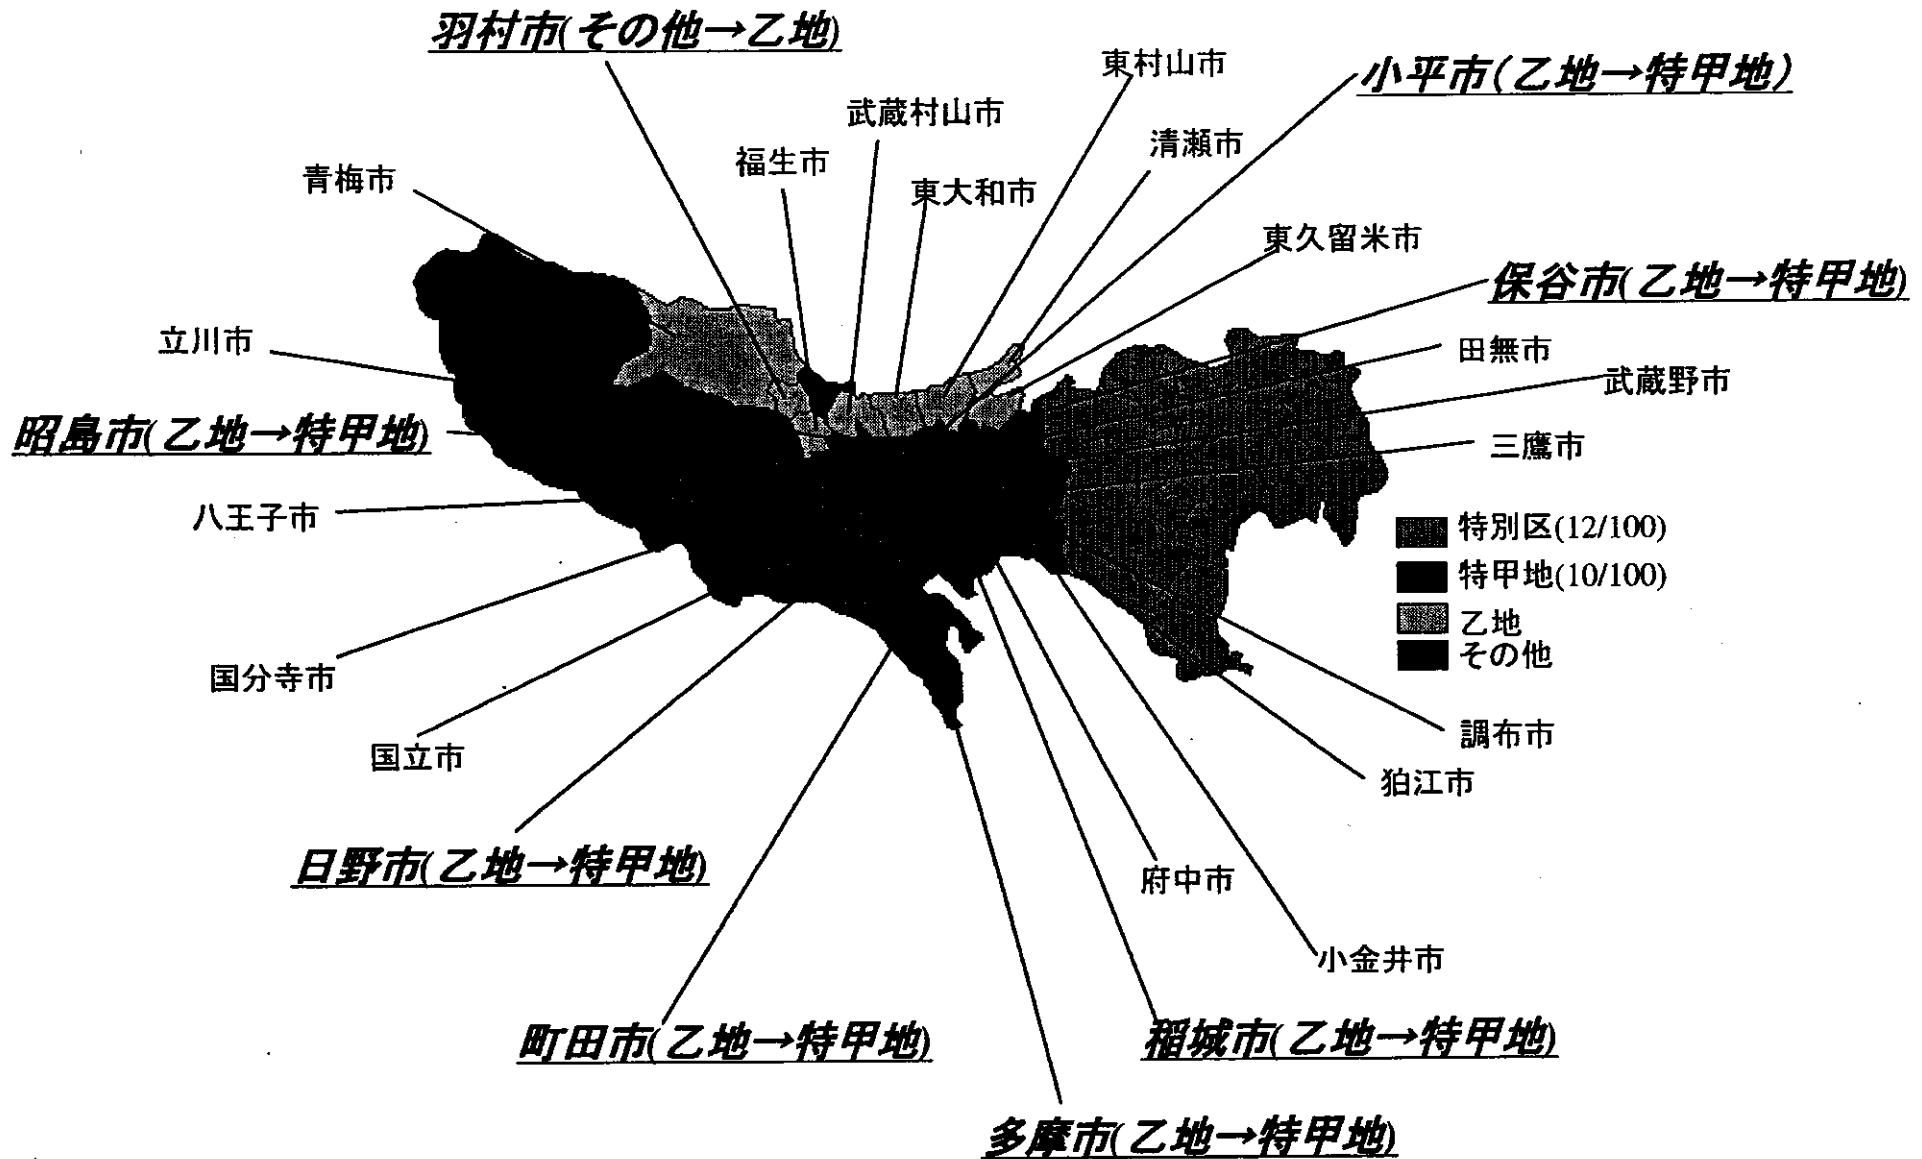 羽村市(その他→乙地)
東村山市
小平市(乙地→特甲地)
武蔵村山市
清瀬市
福生市
青梅市
東大和市
東久留米市
保谷市(乙地→特甲地)
立川市
田無市
武蔵野市
昭島市(乙地→特甲地)
三鷹市
八王子市
特別区(12/100)
特甲地(10/100)
乙地
その他
国分寺市
調布市
国立市
狛江市
日野市(乙地→特甲地)
府中市
小金井市
町田市(乙地→特甲地)
稲城市(乙地→特甲地)
多摩市(乙地→特甲地)